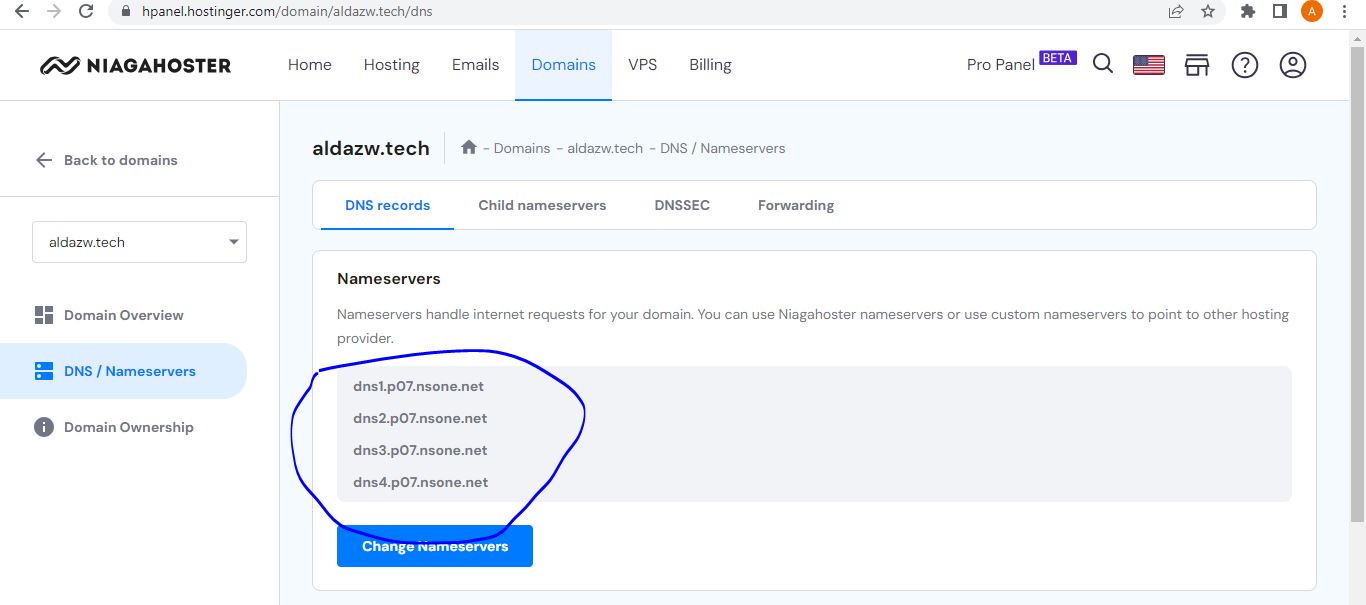 hpanel.hostinger.com/domain/aldazw.tech/dns
A
NIAGAHOSTER
Home Hosting Emails Domains VPS Billing
Pro Panel BETA
Back to domains
aldazw.tech - Domains - aldazw.tech - DNS / Nameservers
DNS records Child nameservers DNSSEC Forwarding
aldazw.tech
Domain Overview
DNS / Nameservers
Domain Ownership
Nameservers
Nameservers handle internet requests for your domain. You can use Niagahoster nameservers or use custom nameservers to point to other hosting
provider.
dns1.p07.nsone.net
dns2.p07.nsone.net
dns3.p07.nsone.net
dns4.p07.nsone.net
Change Nameservers